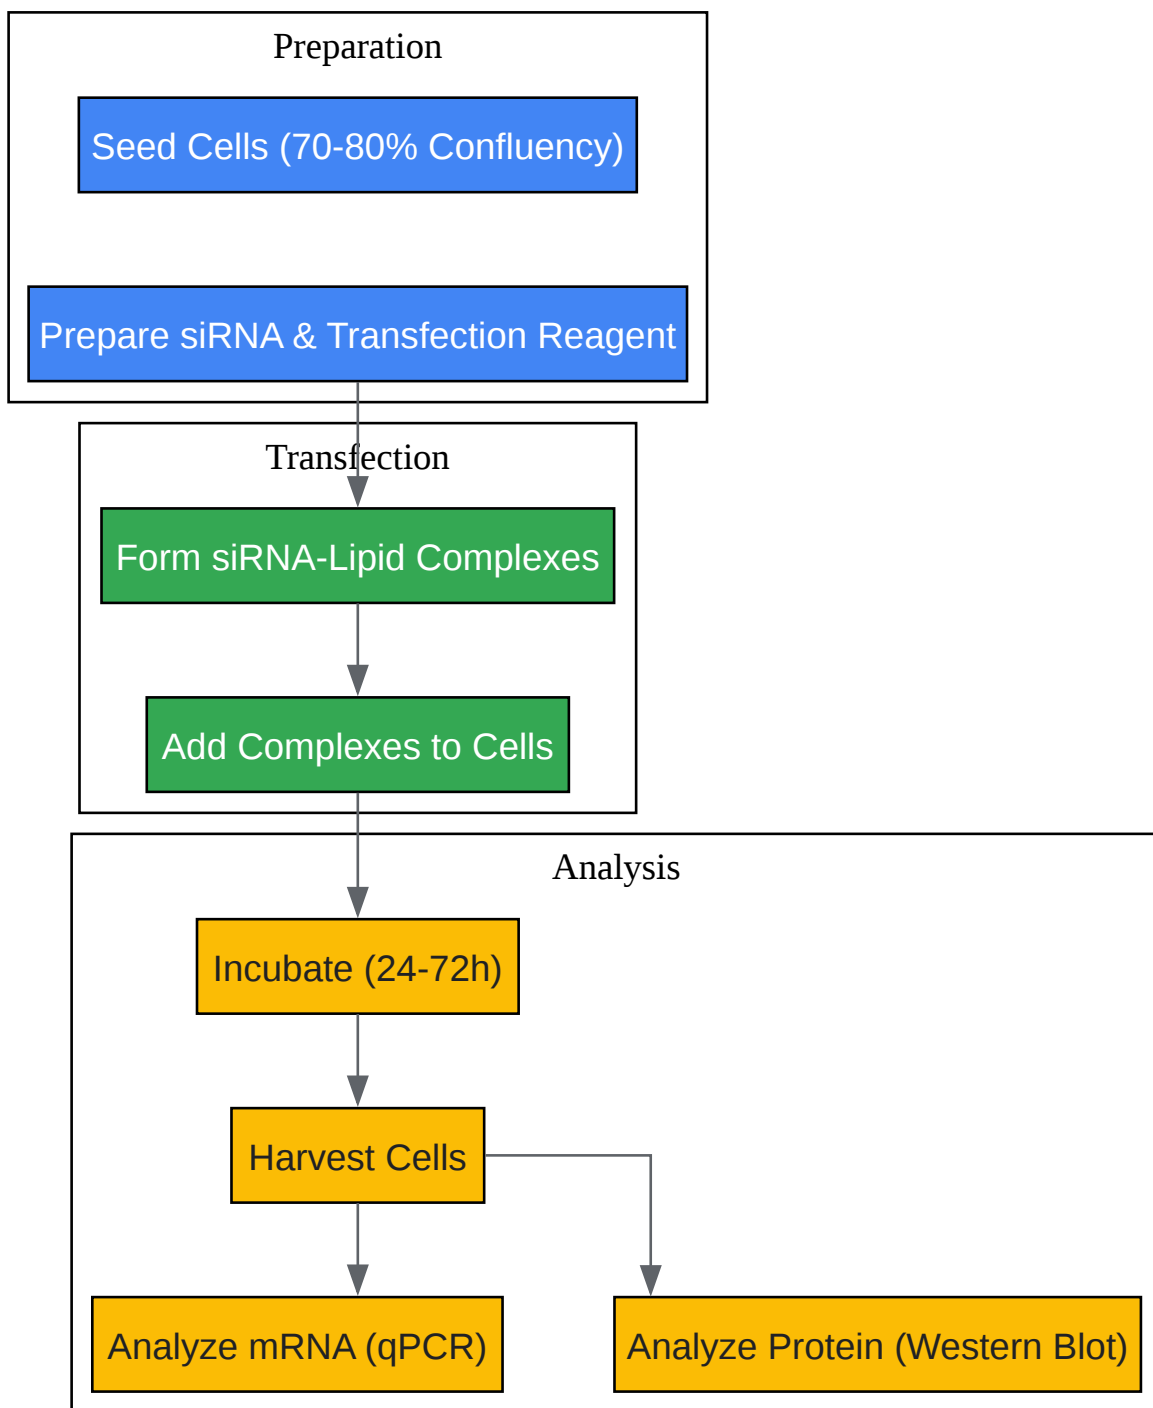 Preparation
Seed Cells (70-80% Confluency)
Prepare siRNA & Transfection Reagent
Transfection
Form siRNA-Lipid Complexes
Add Complexes to Cells
Analysis
Incubate (24-72h)
Harvest Cells
Analyze mRNA (qPCR)
Analyze Protein (Western Blot)